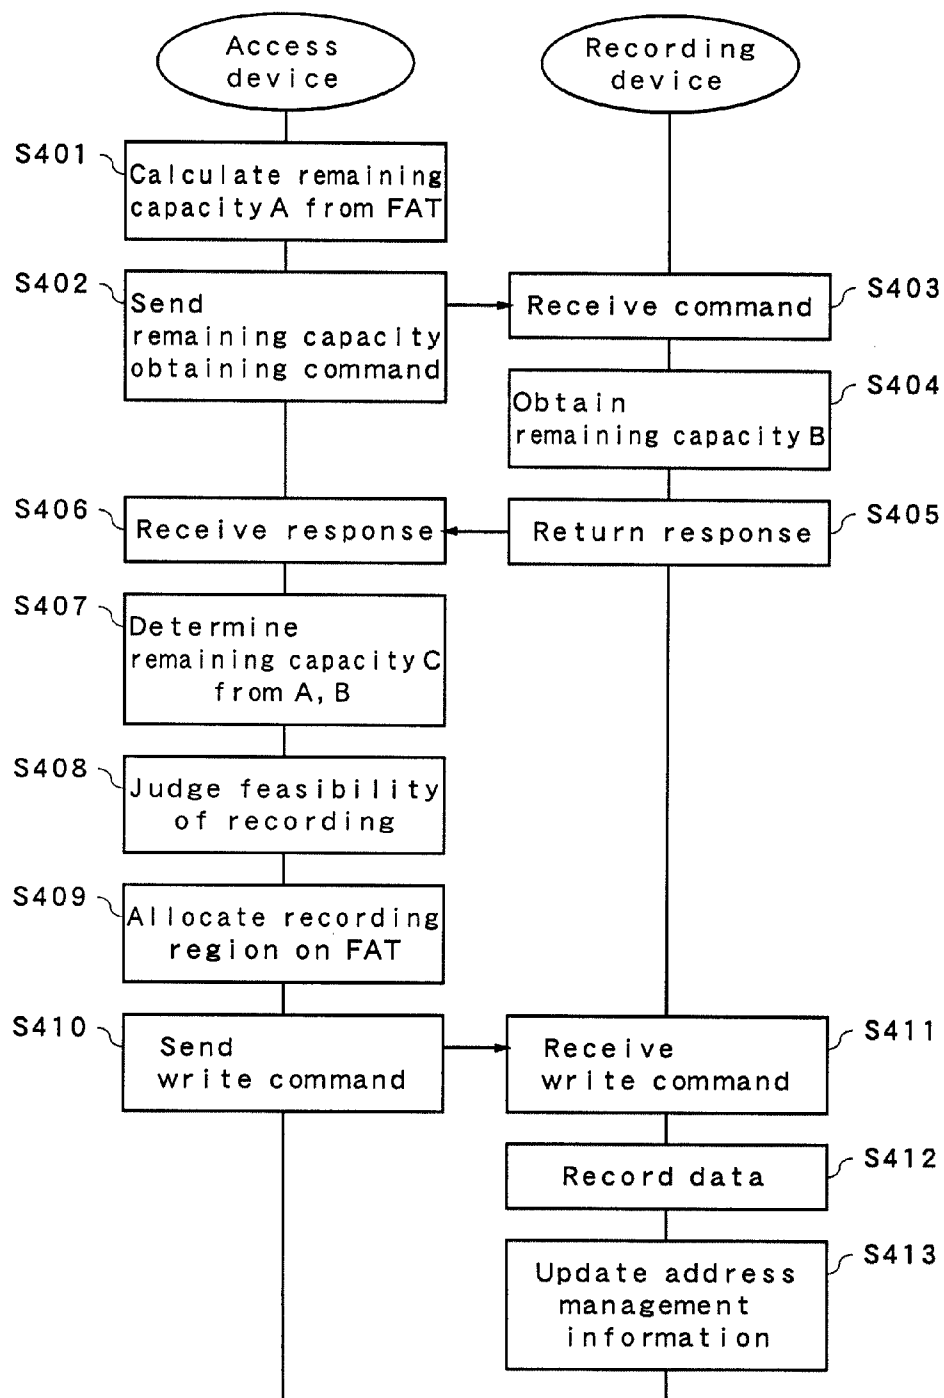 Access
device
Recording
device
S401
Calculate remaining
capacity A from FAT
S402
Send
remaining capacity
obtaining command
Receive command
S403
Obtain
remaining capacity B
S404
S406
Receive response
Return response
S405
S407
Determine
remaining capacity C
from A, B
S408
Judge feasibility
of recording
S409
Allocate recording
region on FAT
S410
Send
write command
Receive
write command
S411
Record data
S412
Update address
management
information
S413